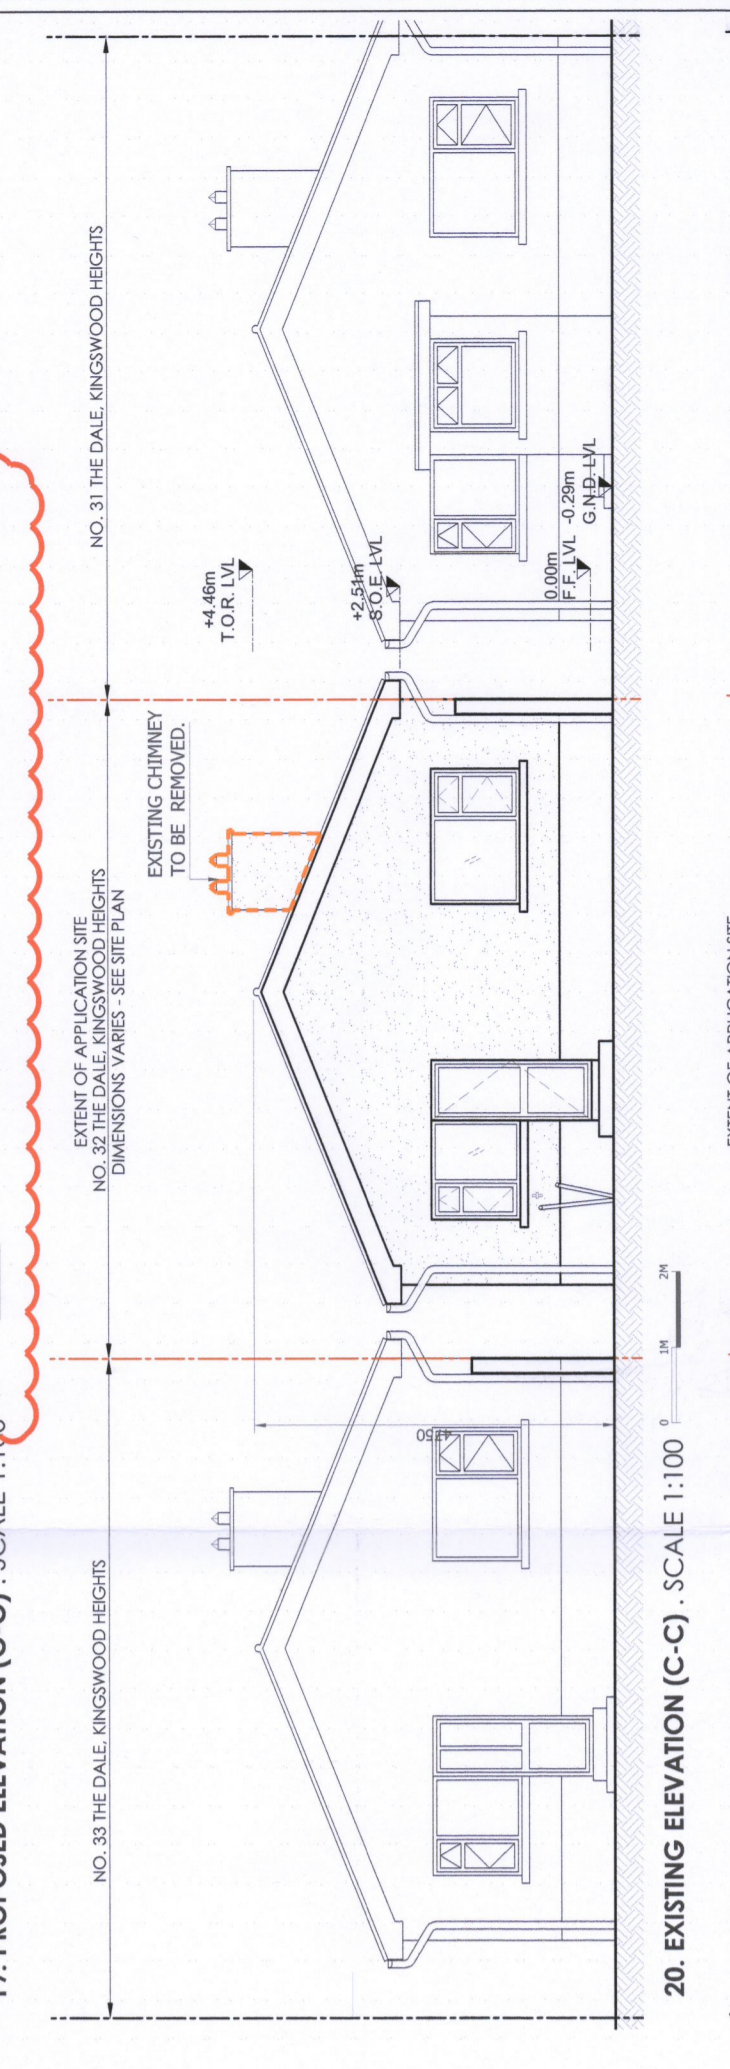 NO. 33 THE DALE, KINGSWOOD HEIGHTS
EXTENT OF APPLICATION SITE
NO. 32 THE DALE, KINGSWOOD HEIGHTS
DIMENSIONS VARIES - SEE SITE PLAN
NO. 31 THE DALE, KINGSWOOD HEIGHTS
EXISTING CHIMNEY
TO BE REMOVED.
+4.46m
T.O.R. LVL
+2.51m
S.O.E. LVL
0.00m
F.F. LVL
-0.29m
G.N.D. LVL
4750
0 1M 2M
20. EXISTING ELEVATION (C-C) . SCALE 1:100